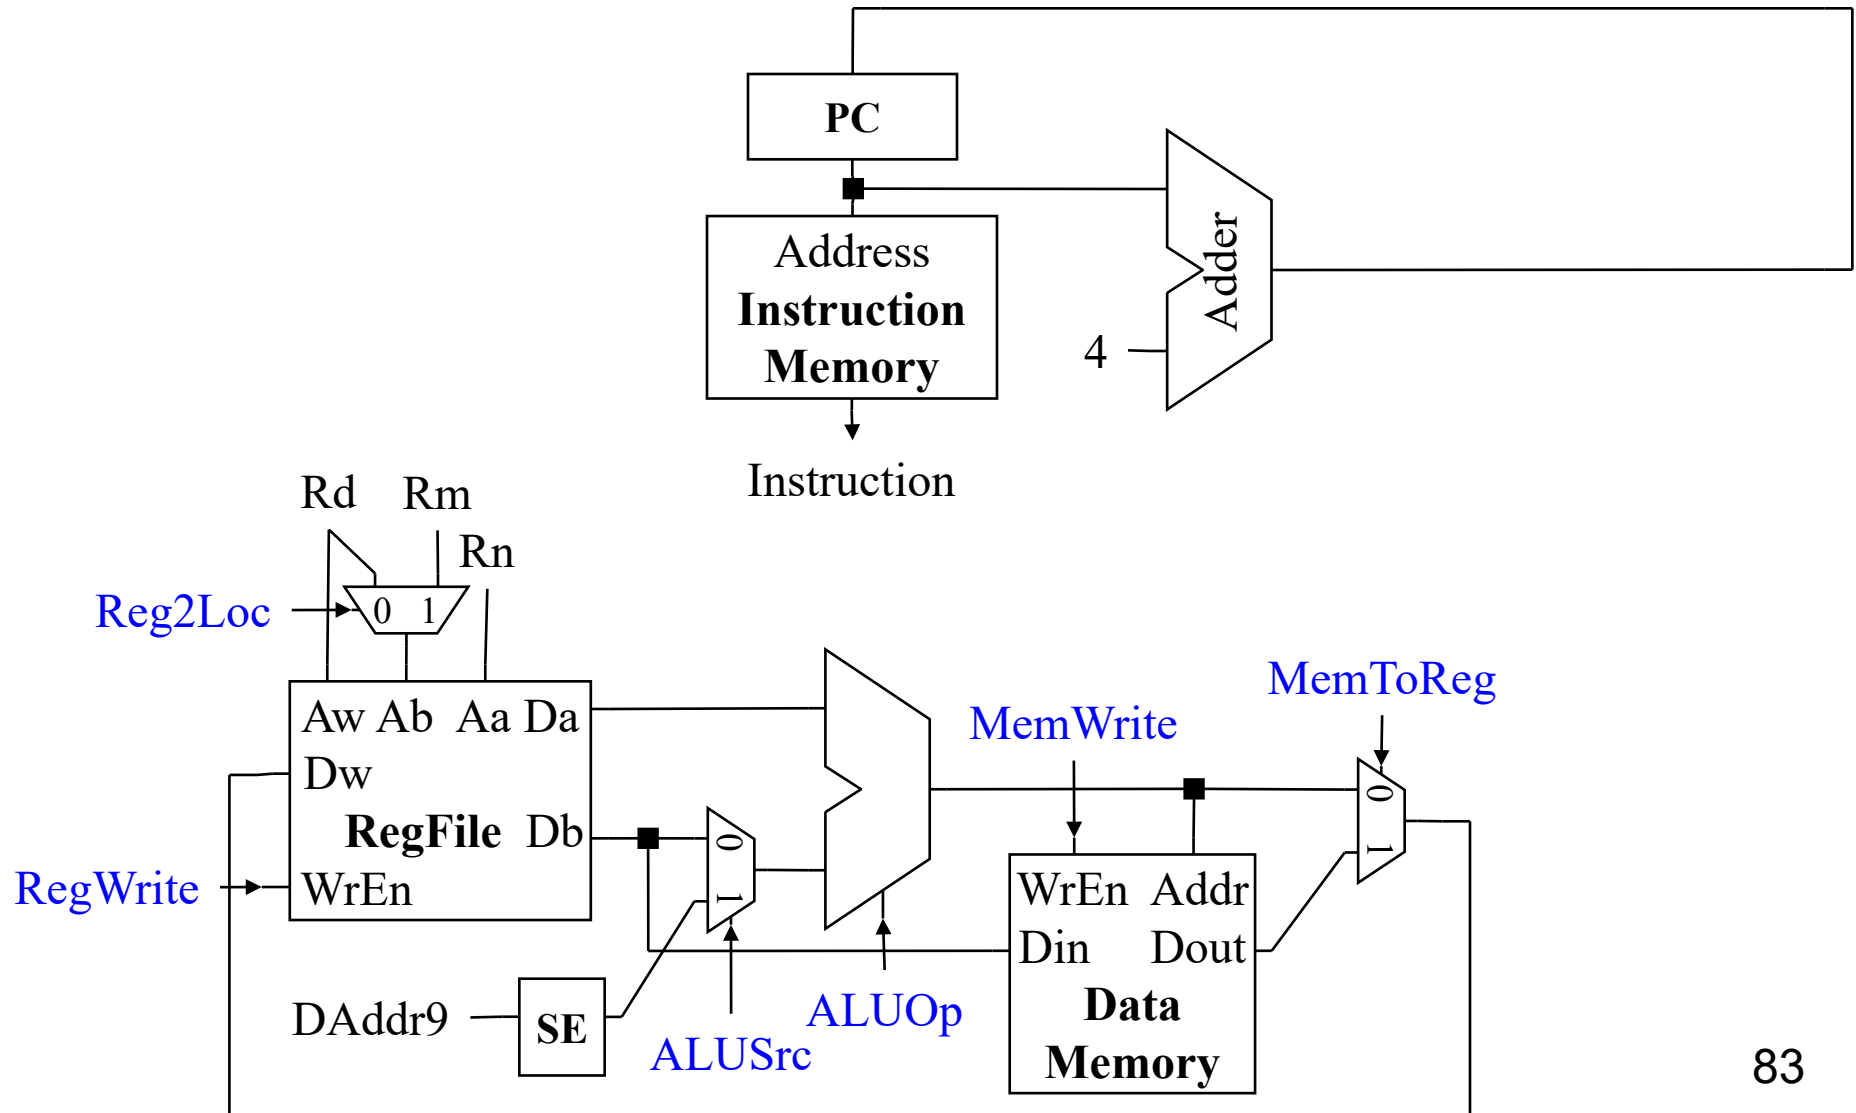 PC
Address
Instruction
Memory
Adder
4
Instruction
Rd Rm
Rn
Reg2Loc
0 1
Aw Ab Aa Da
Dw
RegFile Db
WrEn
RegWrite
0
1
DAddr9
SE
ALUSrc
ALUOp
MemWrite
MemToReg
0
1
WrEn Addr
Din Dout
Data
Memory
83